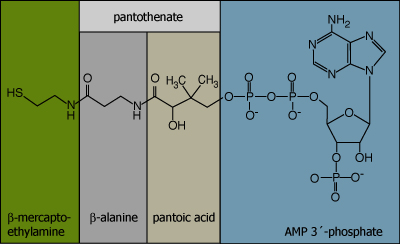 pantothenate
NH₂
N
N
N
N
O
O
H₃C
CH₃
O
O
HS
N
H
N
H
O
P
O
P
O
O
OH
O⁻
O⁻
O
OH
O
P
O⁻
O⁻
β-mercapto-
ethylamine
β-alanine
pantoic acid
AMP 3´-phosphate